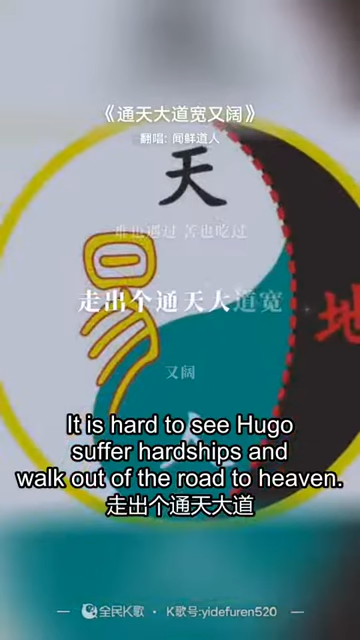 《通天大道宽又阔》
翻唱: 闻鲜道人
天
难也遇过 苦也吃过
易
走出个通天大道宽
地
又阔
It is hard to see Hugo
suffer hardships and
walk out of the road to heaven.
走出个通天大道
全民K歌 · K歌号:yidefuren520